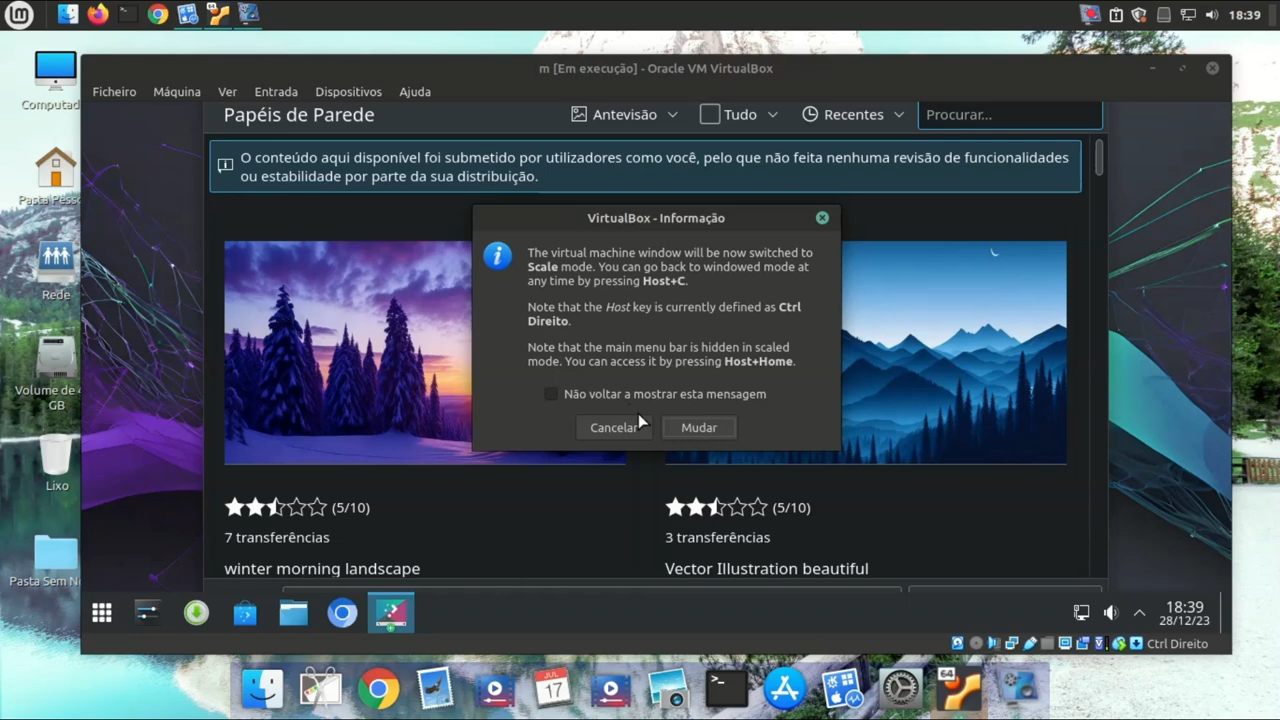 18:39
Computad
Pasta Pesso
Rede
Volume de 4
GB
Lixo
Pasta Sem N
m [Em execução] - Oracle VM VirtualBox
Ficheiro Máquina Ver Entrada Dispositivos Ajuda
Papéis de Parede Antevisão Tudo Recentes Procurar...
O conteúdo aqui disponível foi submetido por utilizadores como você, pelo que não feita nenhuma revisão de funcionalidades
ou estabilidade por parte da sua distribuição.
VirtualBox - Informação
The virtual machine window will be now switched to
Scale mode. You can go back to windowed mode at
any time by pressing Host+C.
Note that the Host key is currently defined as Ctrl
Direito.
Note that the main menu bar is hidden in scaled
mode. You can access it by pressing Host+Home.
Não voltar a mostrar esta mensagem
Cancelar Mudar
(5/10) (5/10)
7 transferências 3 transferências
winter morning landscape Vector Illustration beautiful
18:39
28/12/23
Ctrl Direito
JUL
17
64